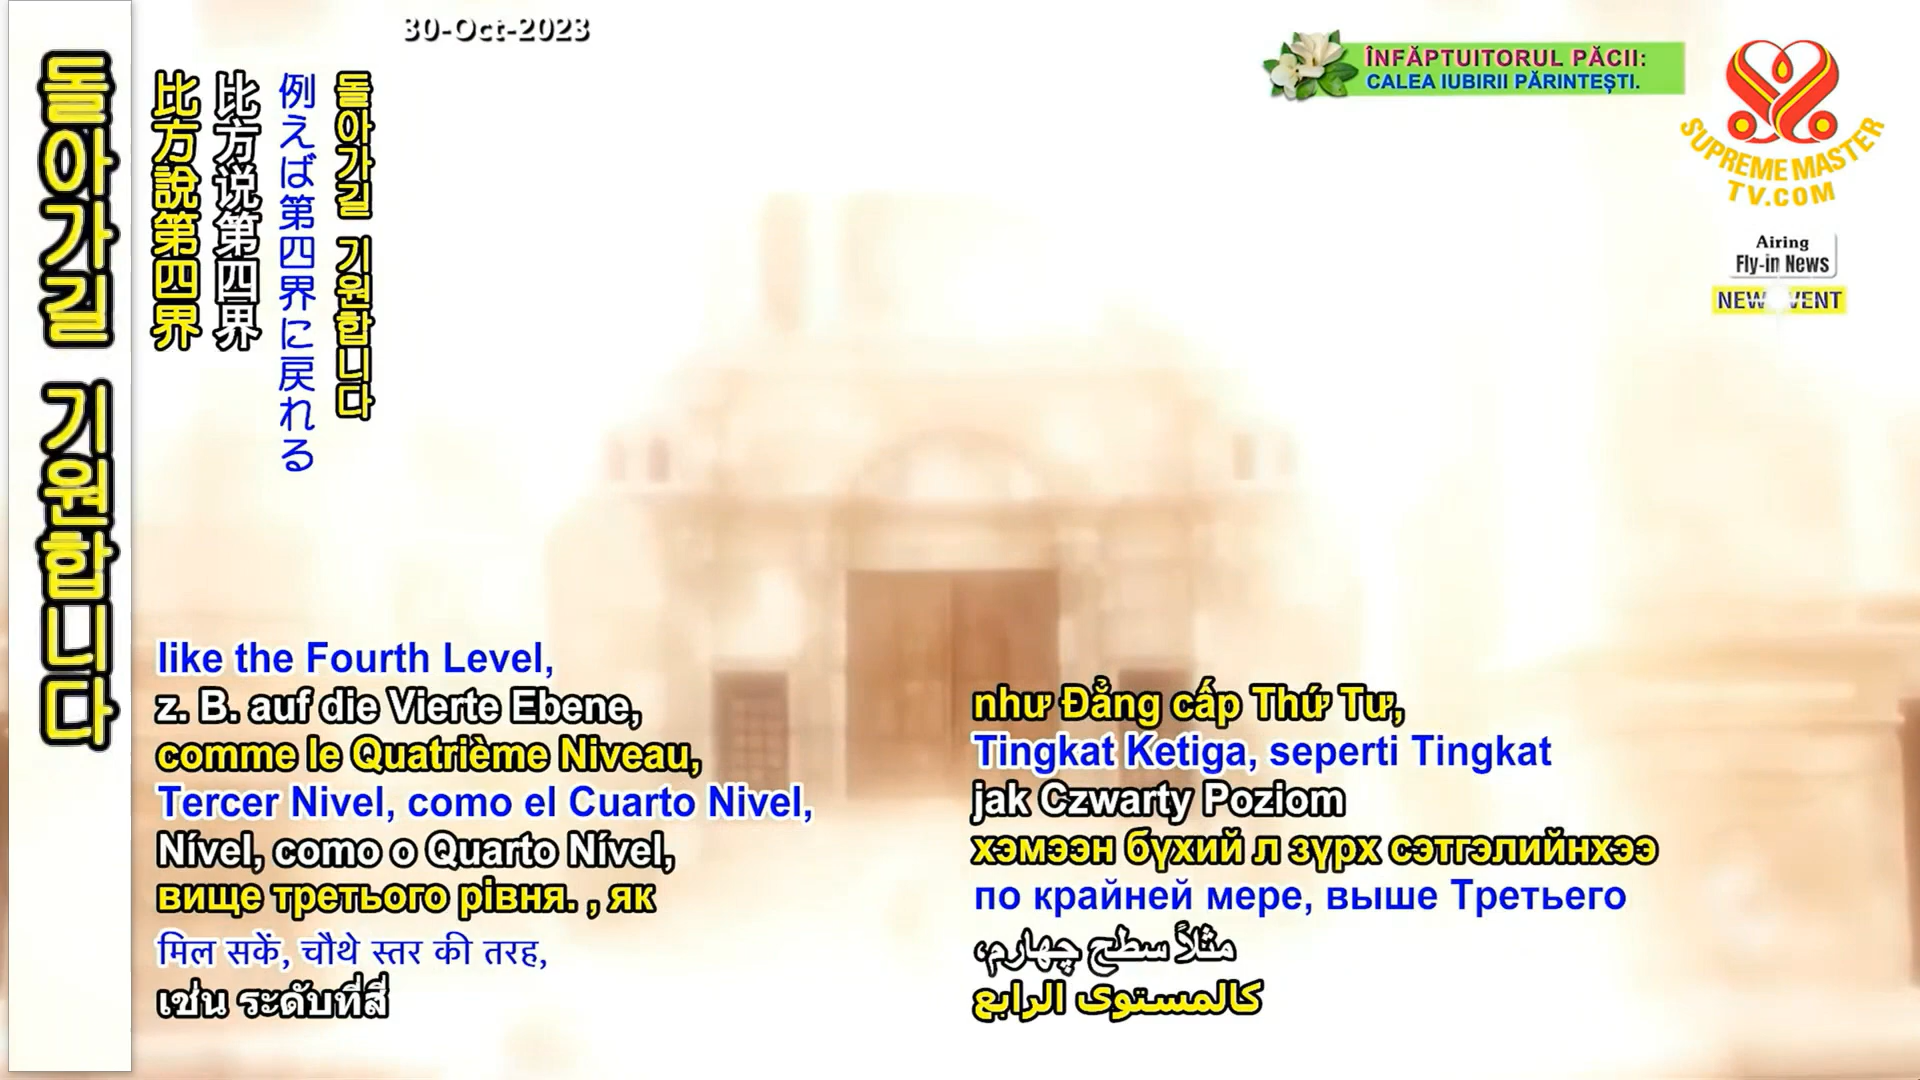 30-Oct-2023
돌아가길 기원합니다
比方說第四界
比方说第四界
例えば第四界に戻れる
돌아가길 기원합니다
ÎNFĂPTUITORUL PĂCII:
CALEA IUBIRII PĂRINTEȘTI.
SUPREME MASTER
TV.COM
Airing
Fly-in News
like the Fourth Level,
z. B. auf die Vierte Ebene,
comme le Quatrième Niveau,
Tercer Nivel, como el Cuarto Nivel,
Nível, como o Quarto Nível,
вище третього рівня. , як
मिल सकें, चौथे स्तर की तरह,
เช่น ระดับที่สี่
như Đẳng cấp Thứ Tư,
Tingkat Ketiga, seperti Tingkat
jak Czwarty Poziom
хэмээн бүхий л зүрх сэтгэлийнхээ
по крайней мере, выше Третьего
مثلاً سطح چهارم،
كالمستوى الرابع